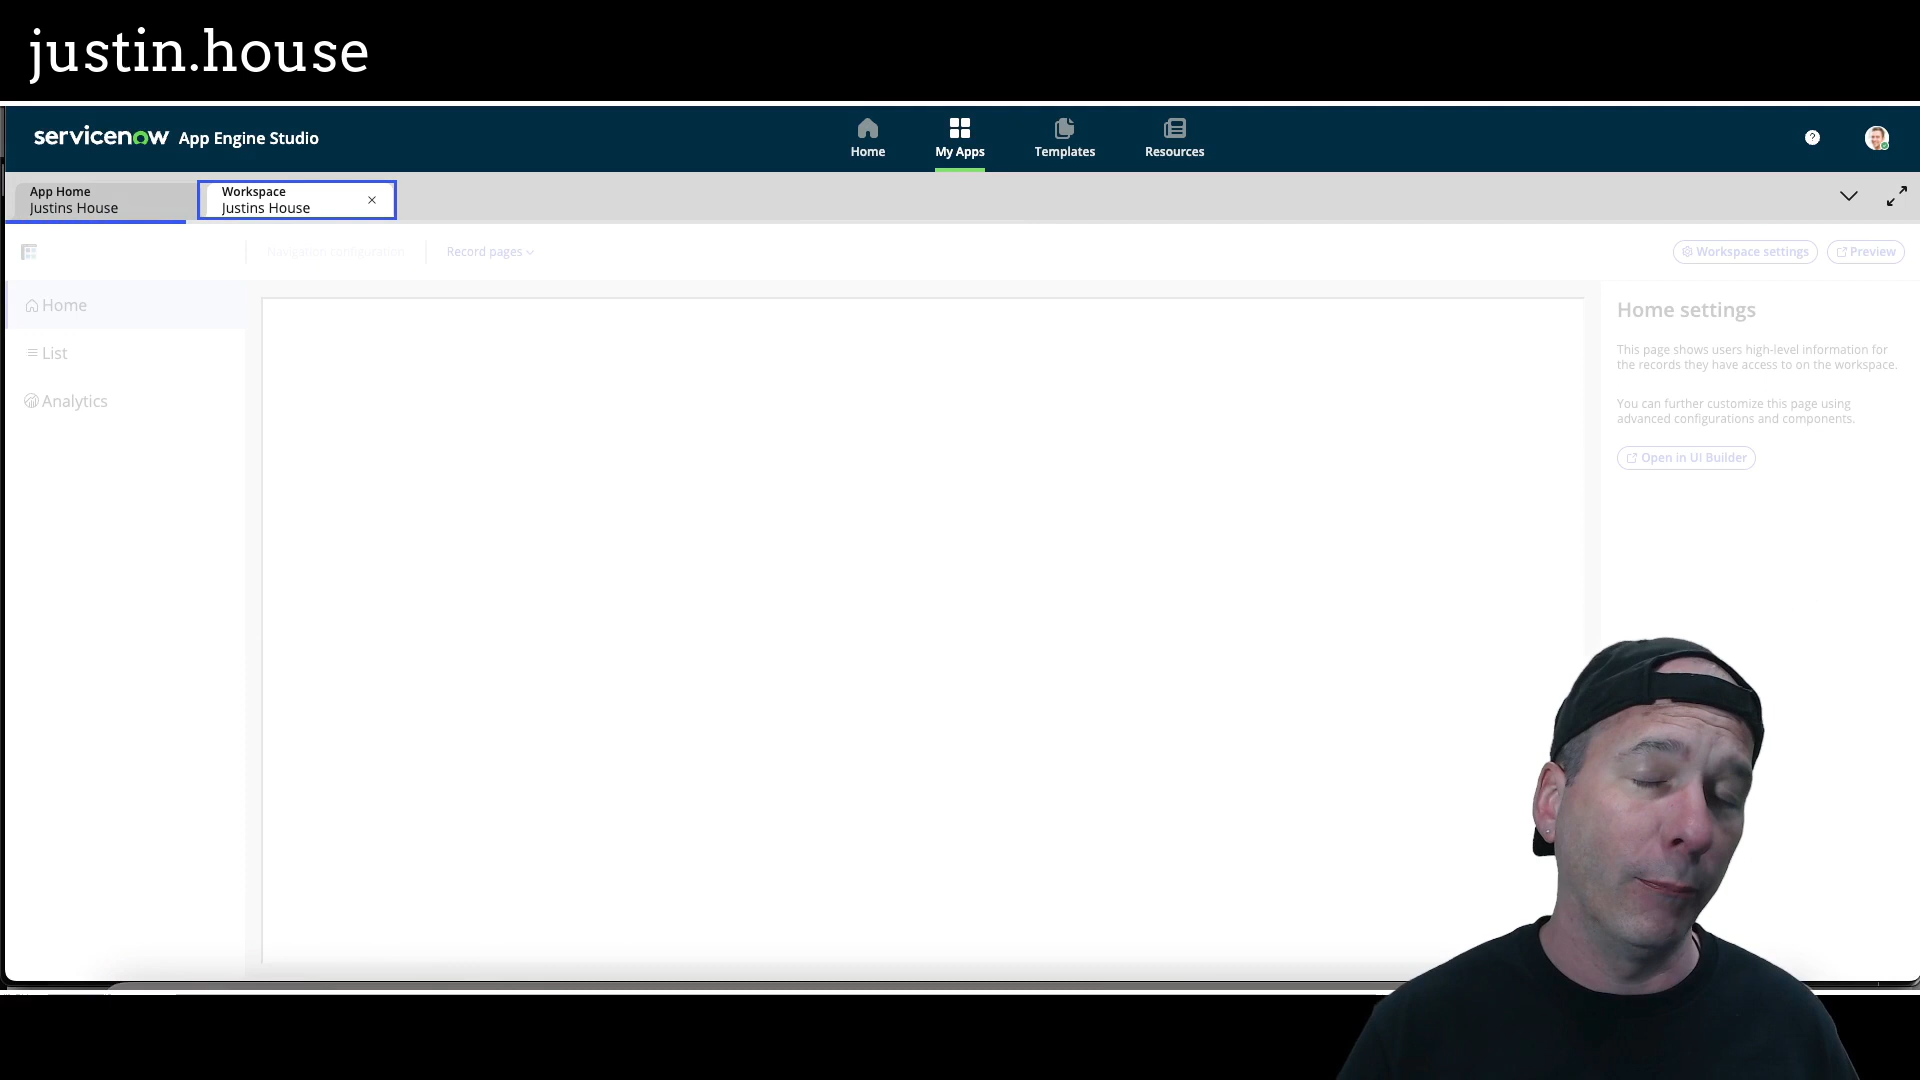 justin.house
servicenow App Engine Studio
Home
My Apps
Templates
Resources
App Home
Justins House
Workspace
Justins House
Navigation configuration
Record pages
Workspace settings
Preview
Home
List
Analytics
Home settings
This page shows users high-level information for
the records they have access to on the workspace.
You can further customize this page using
advanced configurations and components.
Open in UI Builder